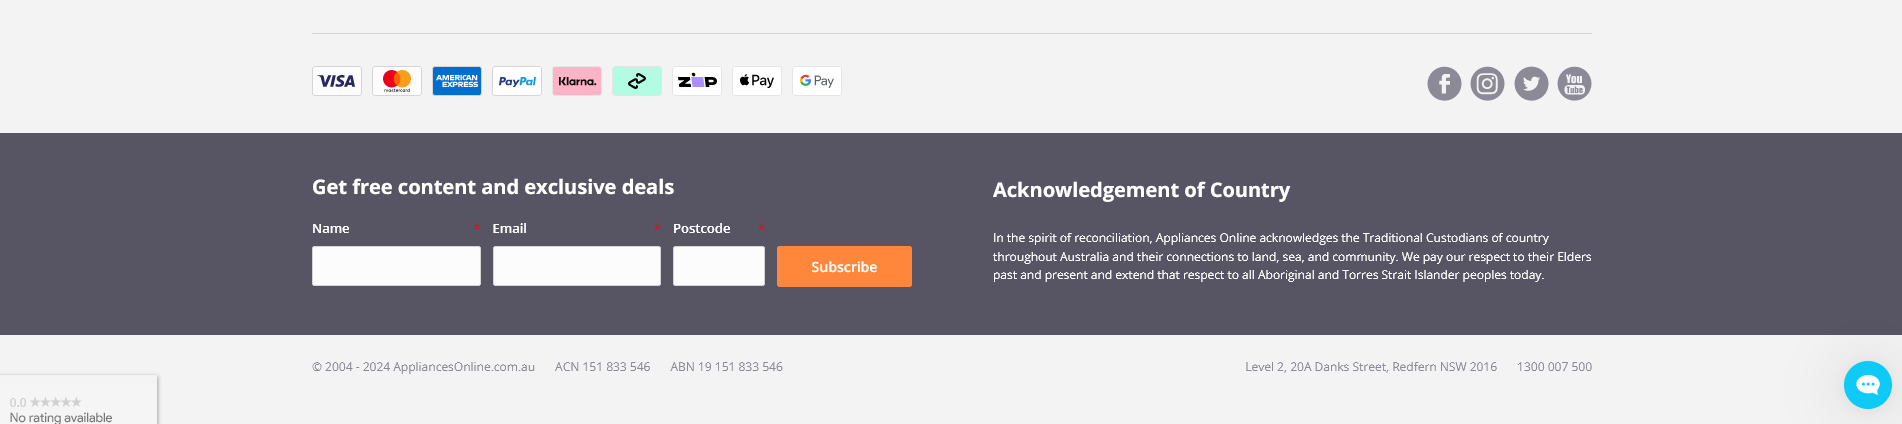 VISA
mastercard
AMERICAN
EXPRESS
PayPal
Klarna.
ZIP
Pay
G Pay
You
Tube
Get free content and exclusive deals
Name *
Email *
Postcode *
Subscribe
Acknowledgement of Country
In the spirit of reconciliation, Appliances Online acknowledges the Traditional Custodians of country
throughout Australia and their connections to land, sea, and community. We pay our respect to their Elders
past and present and extend that respect to all Aboriginal and Torres Strait Islander peoples today.
© 2004 - 2024 AppliancesOnline.com.au ACN 151 833 546 ABN 19 151 833 546
Level 2, 20A Danks Street, Redfern NSW 2016 1300 007 500
0.0 ★★★★★
No rating available